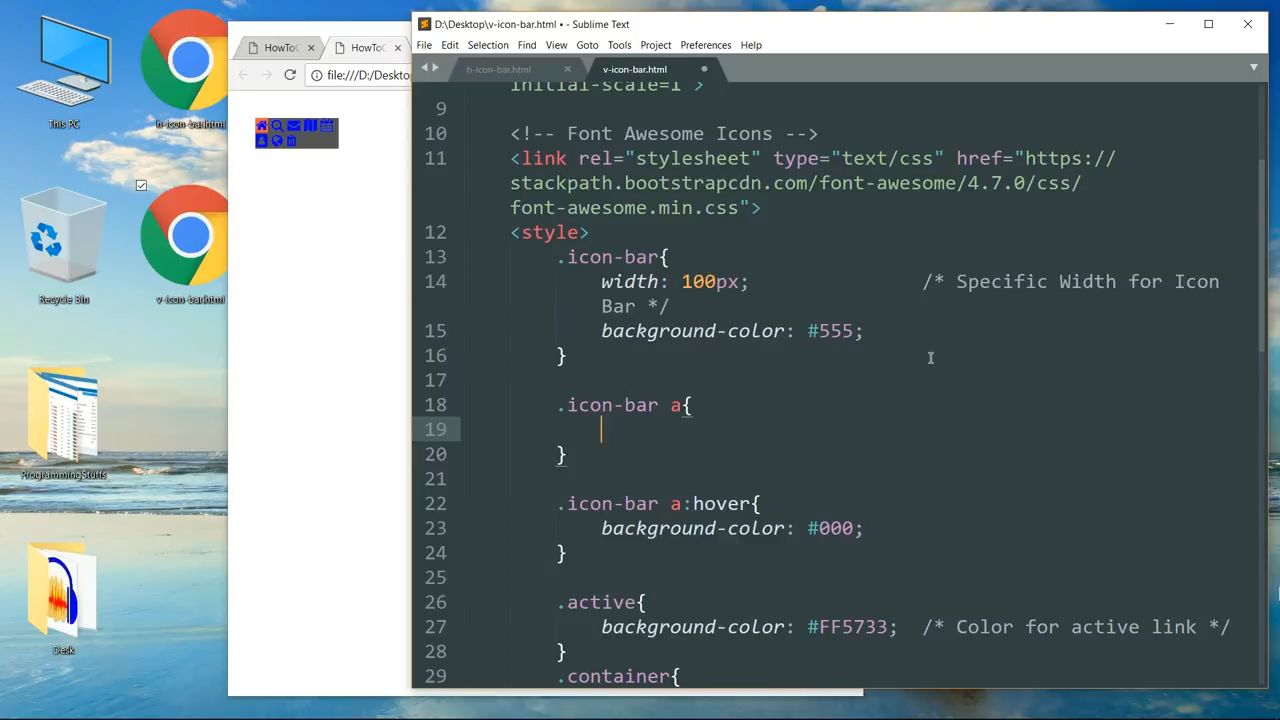 D:\Desktop\v-icon-bar.html • - Sublime Text
File Edit Selection Find View Goto Tools Project Preferences Help
h-icon-bar.html
v-icon-bar.html
initial-scale=1">
9
10 <!-- Font Awesome Icons -->
11 <link rel="stylesheet" type="text/css" href="https://
stackpath.bootstrapcdn.com/font-awesome/4.7.0/css/
font-awesome.min.css">
12 <style>
13 .icon-bar{
14 width: 100px; /* Specific Width for Icon
Bar */
15 background-color: #555;
16 }
17
18 .icon-bar a{
19
20 }
21
22 .icon-bar a:hover{
23 background-color: #000;
24 }
25
26 .active{
27 background-color: #FF5733; /* Color for active link */
28 }
29 .container{
HowTo
HowTo
file:///D:/Deskto
This PC
h-icon-bar.html
Recycle Bin
v-icon-bar.html
ProgrammingStuffs
Desk